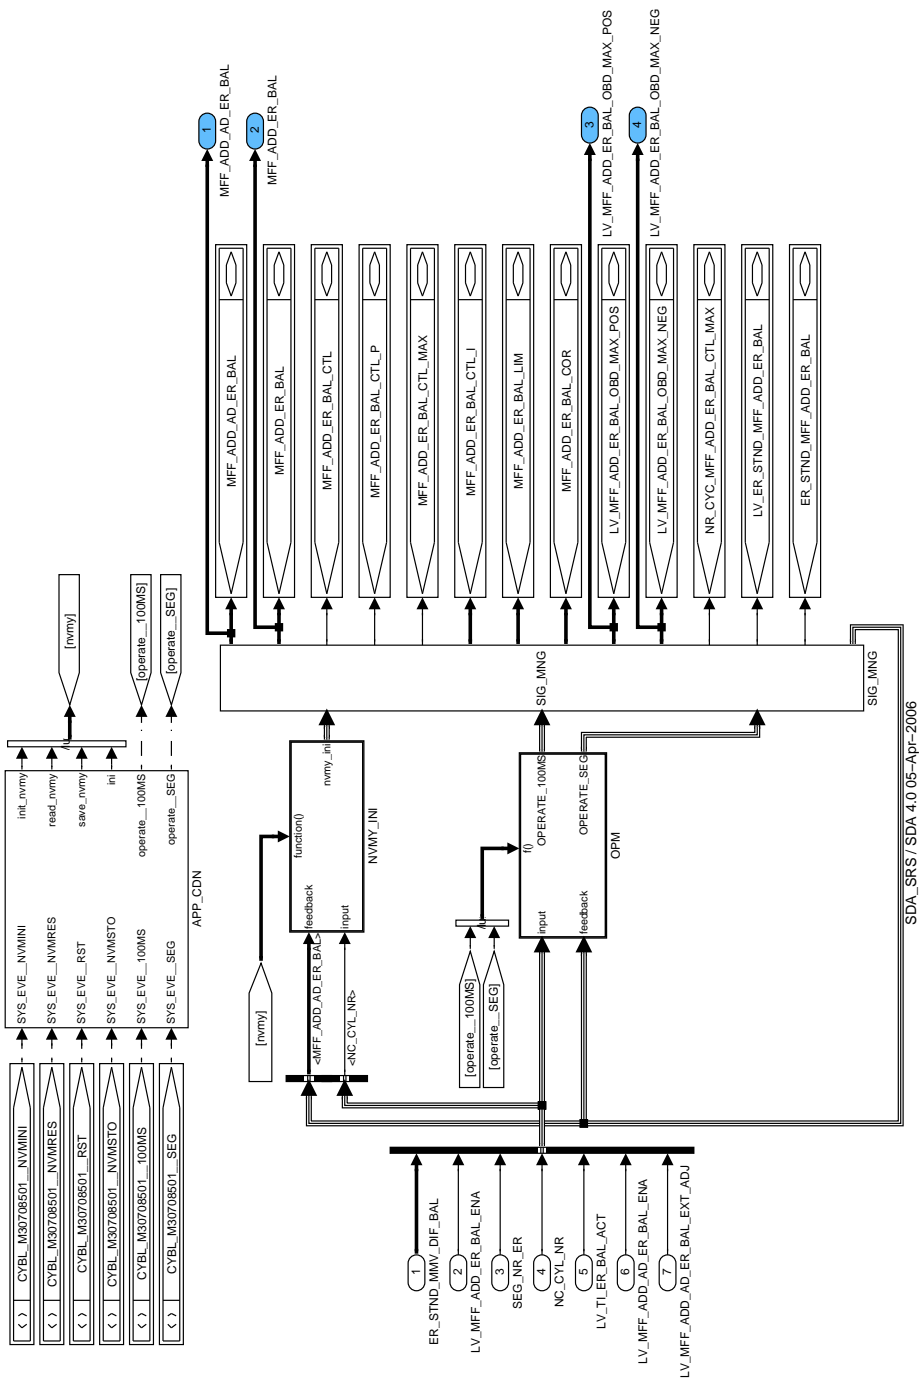 CYBL_M30708501__NVMINI
CYBL_M30708501__NVMRES
CYBL_M30708501__RST
CYBL_M30708501__NVMSTO
CYBL_M30708501__100MS
CYBL_M30708501__SEG
SYS_EVE__NVMINI
SYS_EVE__NVMRES
SYS_EVE__RST
SYS_EVE__NVMSTO
SYS_EVE__100MS
SYS_EVE__SEG
init_nvmy
read_nvmy
save_nvmy
ini
operate__100MS
operate__SEG
APP_CDN
[nvmy]
[operate__100MS]
[operate__SEG]
[nvmy]
<MFF_ADD_AD_ER_BAL>
<NC_CYL_NR>
feedback
input
function()
nvmy_ini
NVMY_INI
[operate__100MS]
[operate__SEG]
input
feedback
f()
OPERATE_100MS
OPERATE_SEG
OPM
1
ER_STND_MMV_DIF_BAL
2
LV_MFF_ADD_ER_BAL_ENA
3
SEG_NR_ER
4
NC_CYL_NR
5
LV_TI_ER_BAL_ACT
6
LV_MFF_ADD_AD_ER_BAL_ENA
7
LV_MFF_ADD_AD_ER_BAL_EXT_ADJ
SIG_MNG
SIG_MNG
MFF_ADD_AD_ER_BAL
MFF_ADD_ER_BAL
MFF_ADD_ER_BAL_CTL
MFF_ADD_ER_BAL_CTL_P
MFF_ADD_ER_BAL_CTL_MAX
MFF_ADD_ER_BAL_CTL_I
MFF_ADD_ER_BAL_LIM
MFF_ADD_ER_BAL_COR
LV_MFF_ADD_ER_BAL_OBD_MAX_POS
LV_MFF_ADD_ER_BAL_OBD_MAX_NEG
NR_CYC_MFF_ADD_ER_BAL_CTL_MAX
LV_ER_STND_MFF_ADD_ER_BAL
ER_STND_MFF_ADD_ER_BAL
1
MFF_ADD_AD_ER_BAL
2
MFF_ADD_ER_BAL
3
LV_MFF_ADD_ER_BAL_OBD_MAX_POS
4
LV_MFF_ADD_ER_BAL_OBD_MAX_NEG
SDA_SRS / SDA 4.0 05–Apr–2006